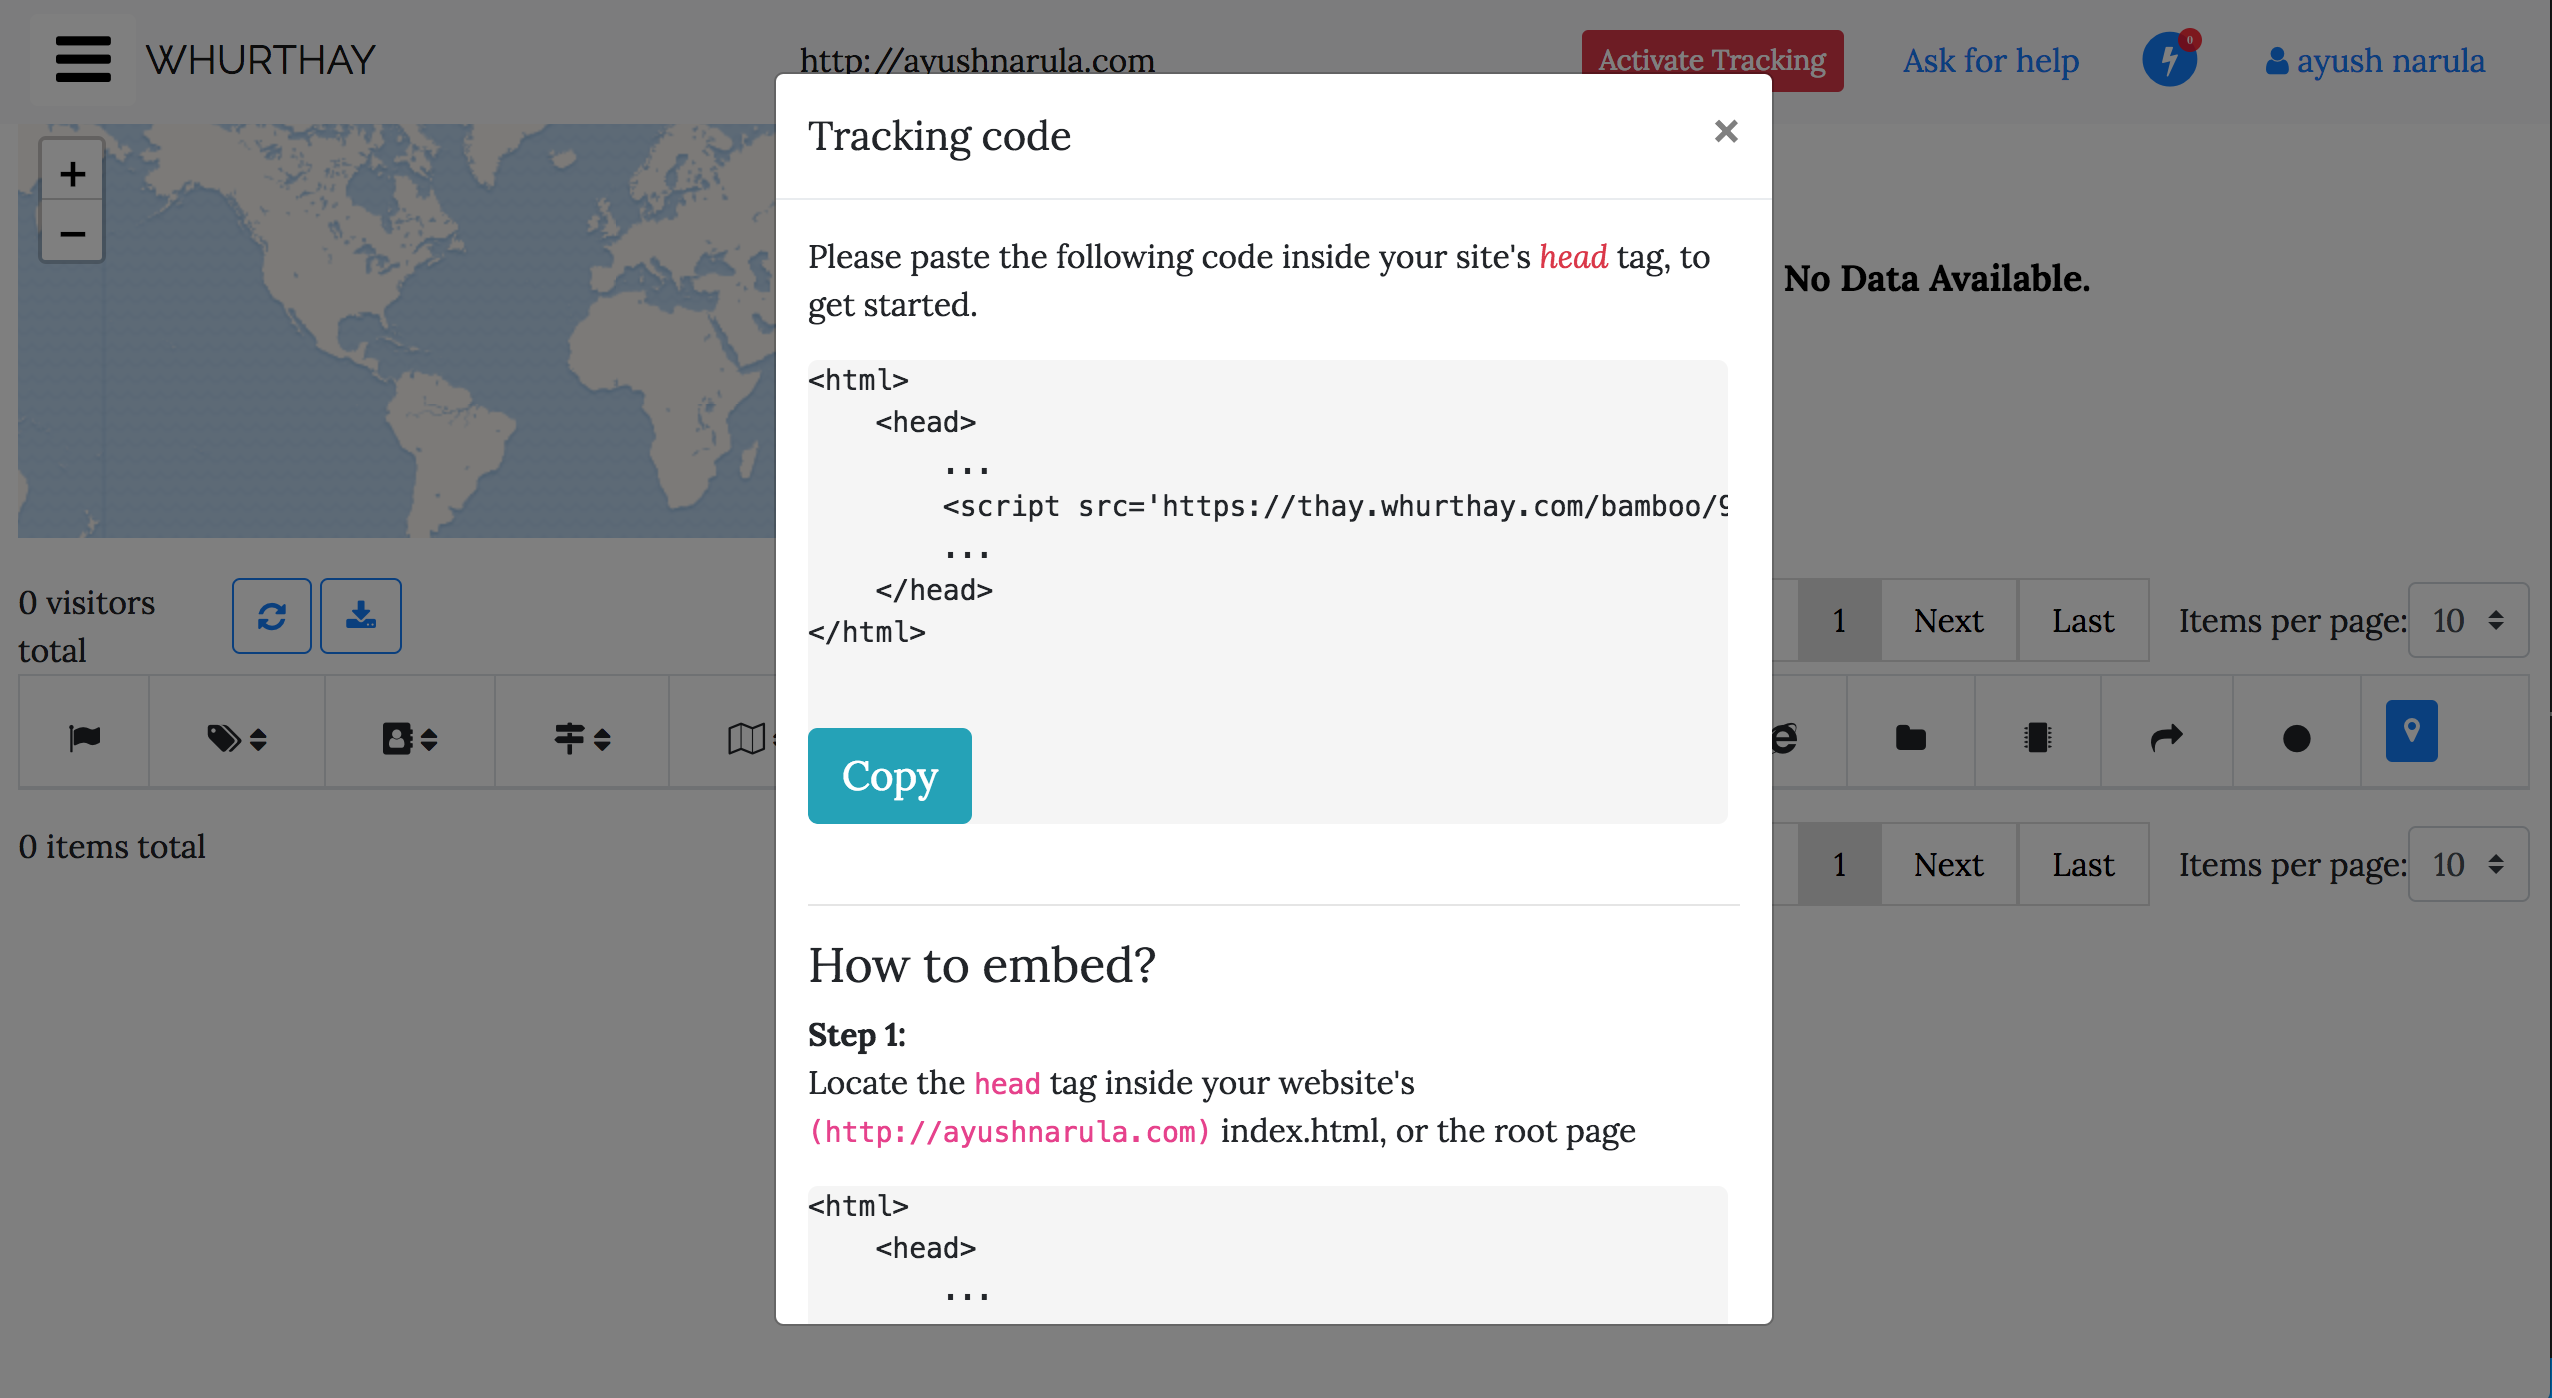 WHURTHAY
http://ayushnarula.com
Activate Tracking
Ask for help
0
ayush narula
Tracking code
×
Please paste the following code inside your site's head tag, to
get started.
<html>
<head>
...
<script src='https://thay.whurthay.com/bamboo/9
...
</head>
</html>
Copy
How to embed?
Step 1:
Locate the head tag inside your website's
(http://ayushnarula.com) index.html, or the root page
<html>
<head>
...
+
−
No Data Available.
0 visitors
total
1 Next Last Items per page: 10
0 items total
1 Next Last Items per page: 10